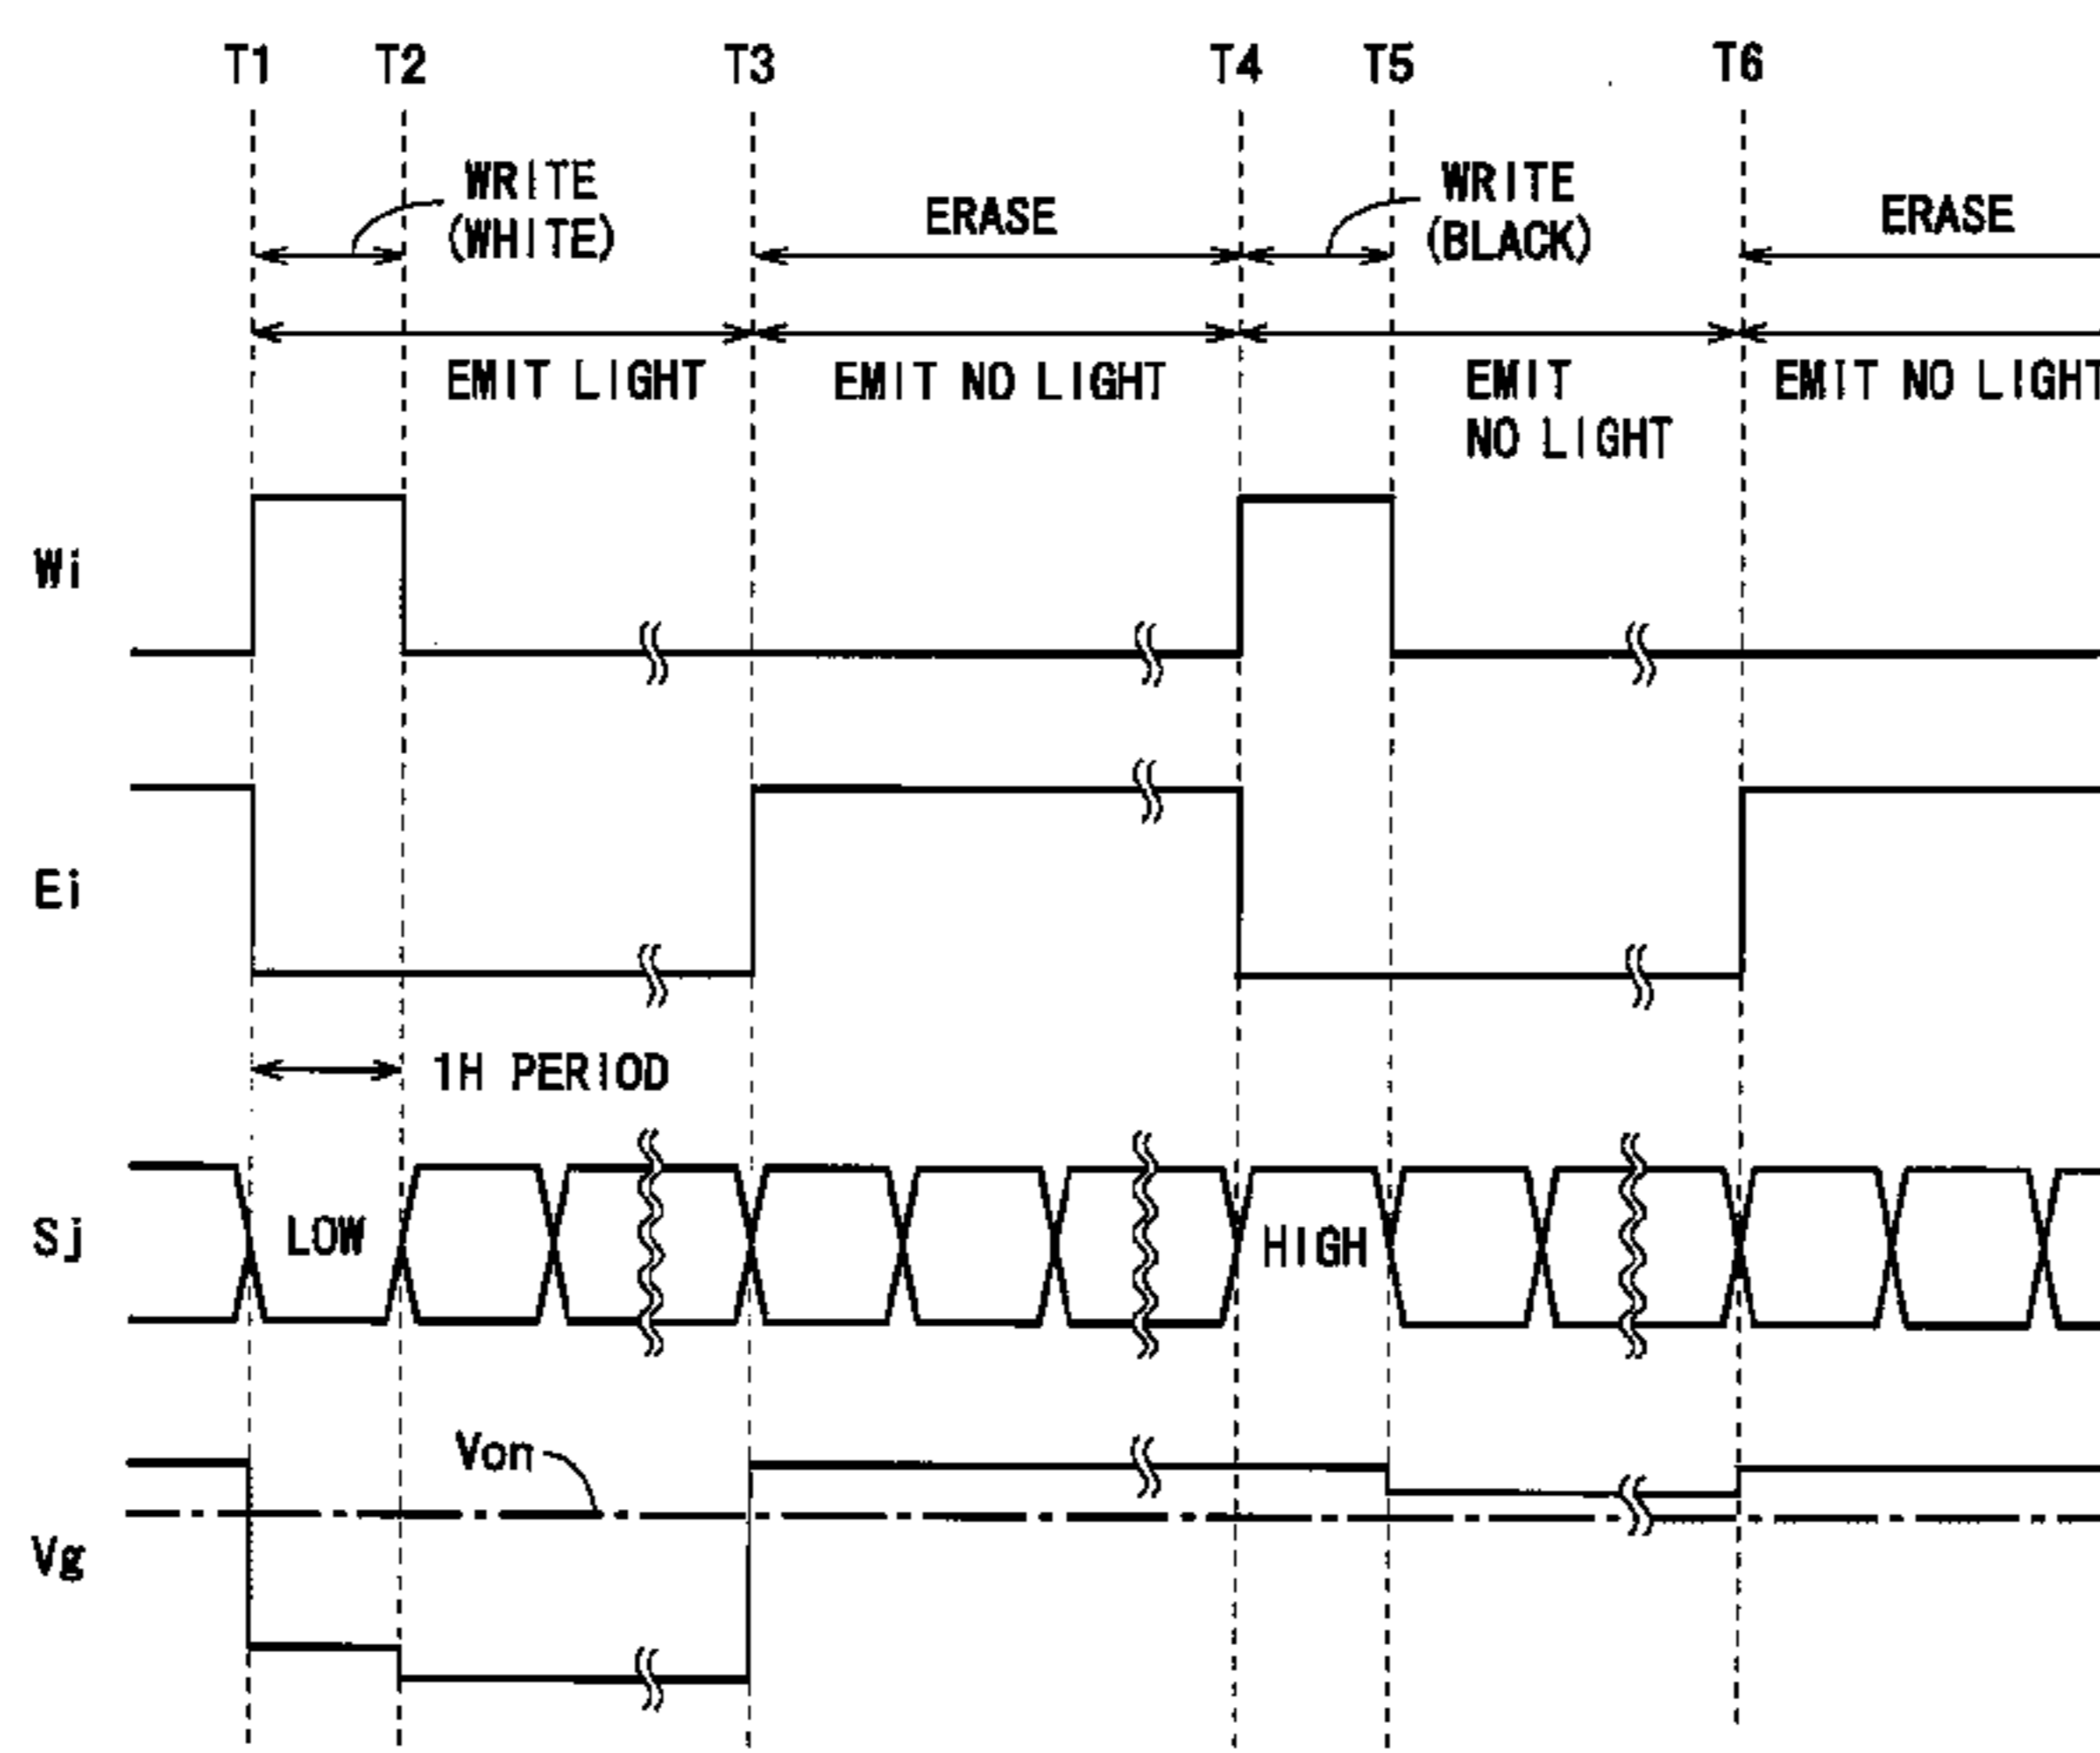 T1 T2 T3 T4 T5 T6
WRITE
(WHITE)
ERASE
WRITE
(BLACK)
ERASE
EMIT LIGHT
EMIT NO LIGHT
EMIT
NO LIGHT
EMIT NO LIGHT
Wi
Ei
1H PERIOD
Sj
LOW
HIGH
Von
Vg